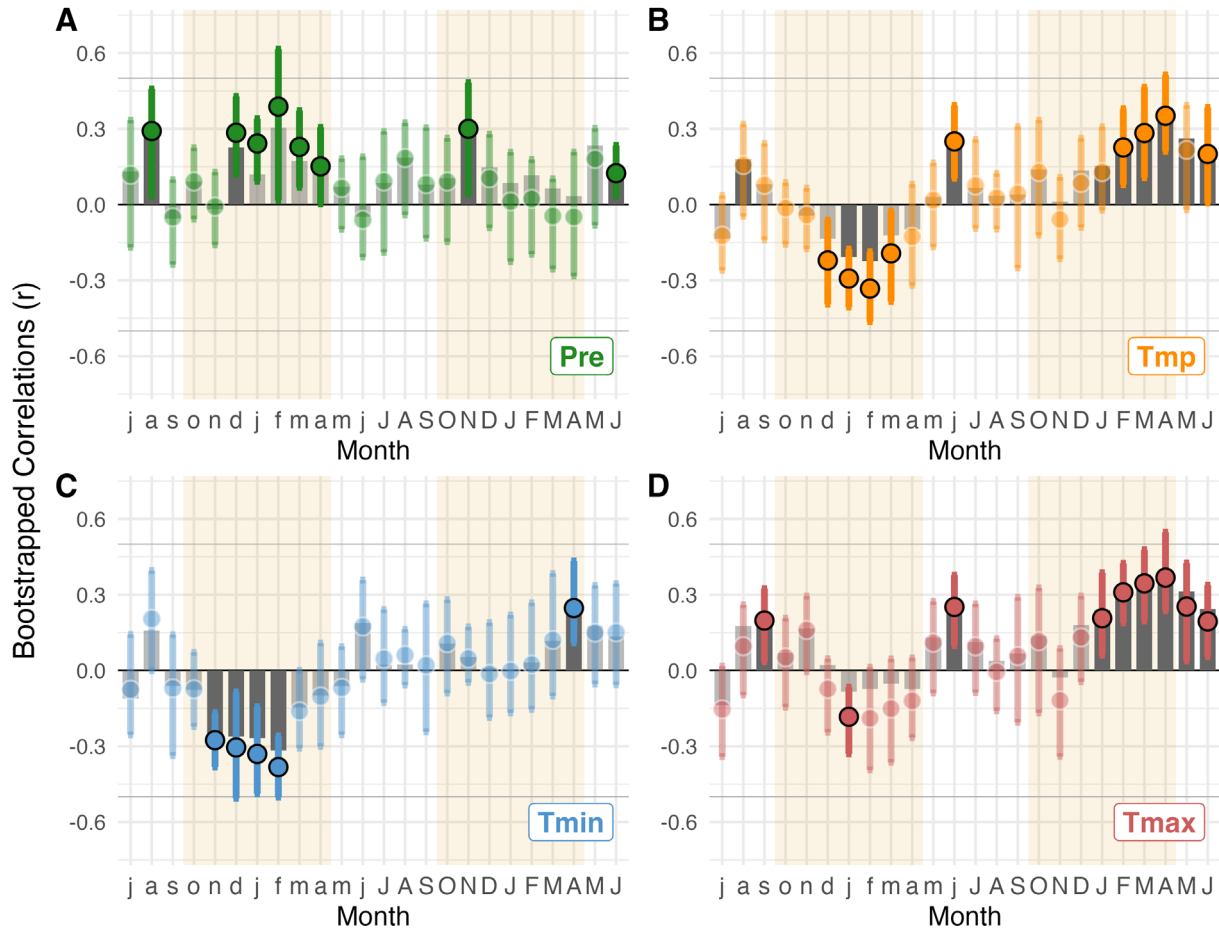 A
B
Bootstrapped Correlations (r)
0.6
0.3
0.0
-0.3
-0.6
Pre
j a s o n d j f m a m j J A S O N D J F M A M J
Month
0.6
0.3
0.0
-0.3
-0.6
Tmp
j a s o n d j f m a m j J A S O N D J F M A M J
Month
C
D
0.6
0.3
0.0
-0.3
-0.6
Tmin
j a s o n d j f m a m j J A S O N D J F M A M J
Month
0.6
0.3
0.0
-0.3
-0.6
Tmax
j a s o n d j f m a m j J A S O N D J F M A M J
Month